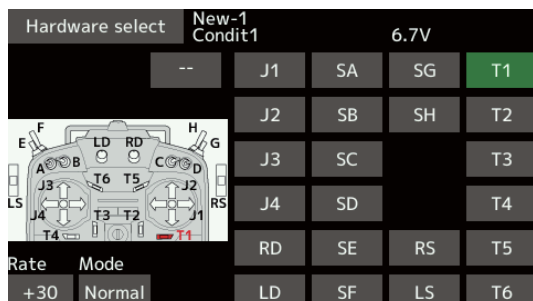 Hardware select
New-1
Condit1
6.7V
-- J1 SA SG T1
J2 SB SH T2
J3 SC T3
J4 SD T4
RD SE RS T5
LD SF LS T6
F H
E LD RD G
A B C D
T6 T5
J3 J2
LS RS
J4 T3 T2 J1
T4 T1
Rate Mode
+30 Normal